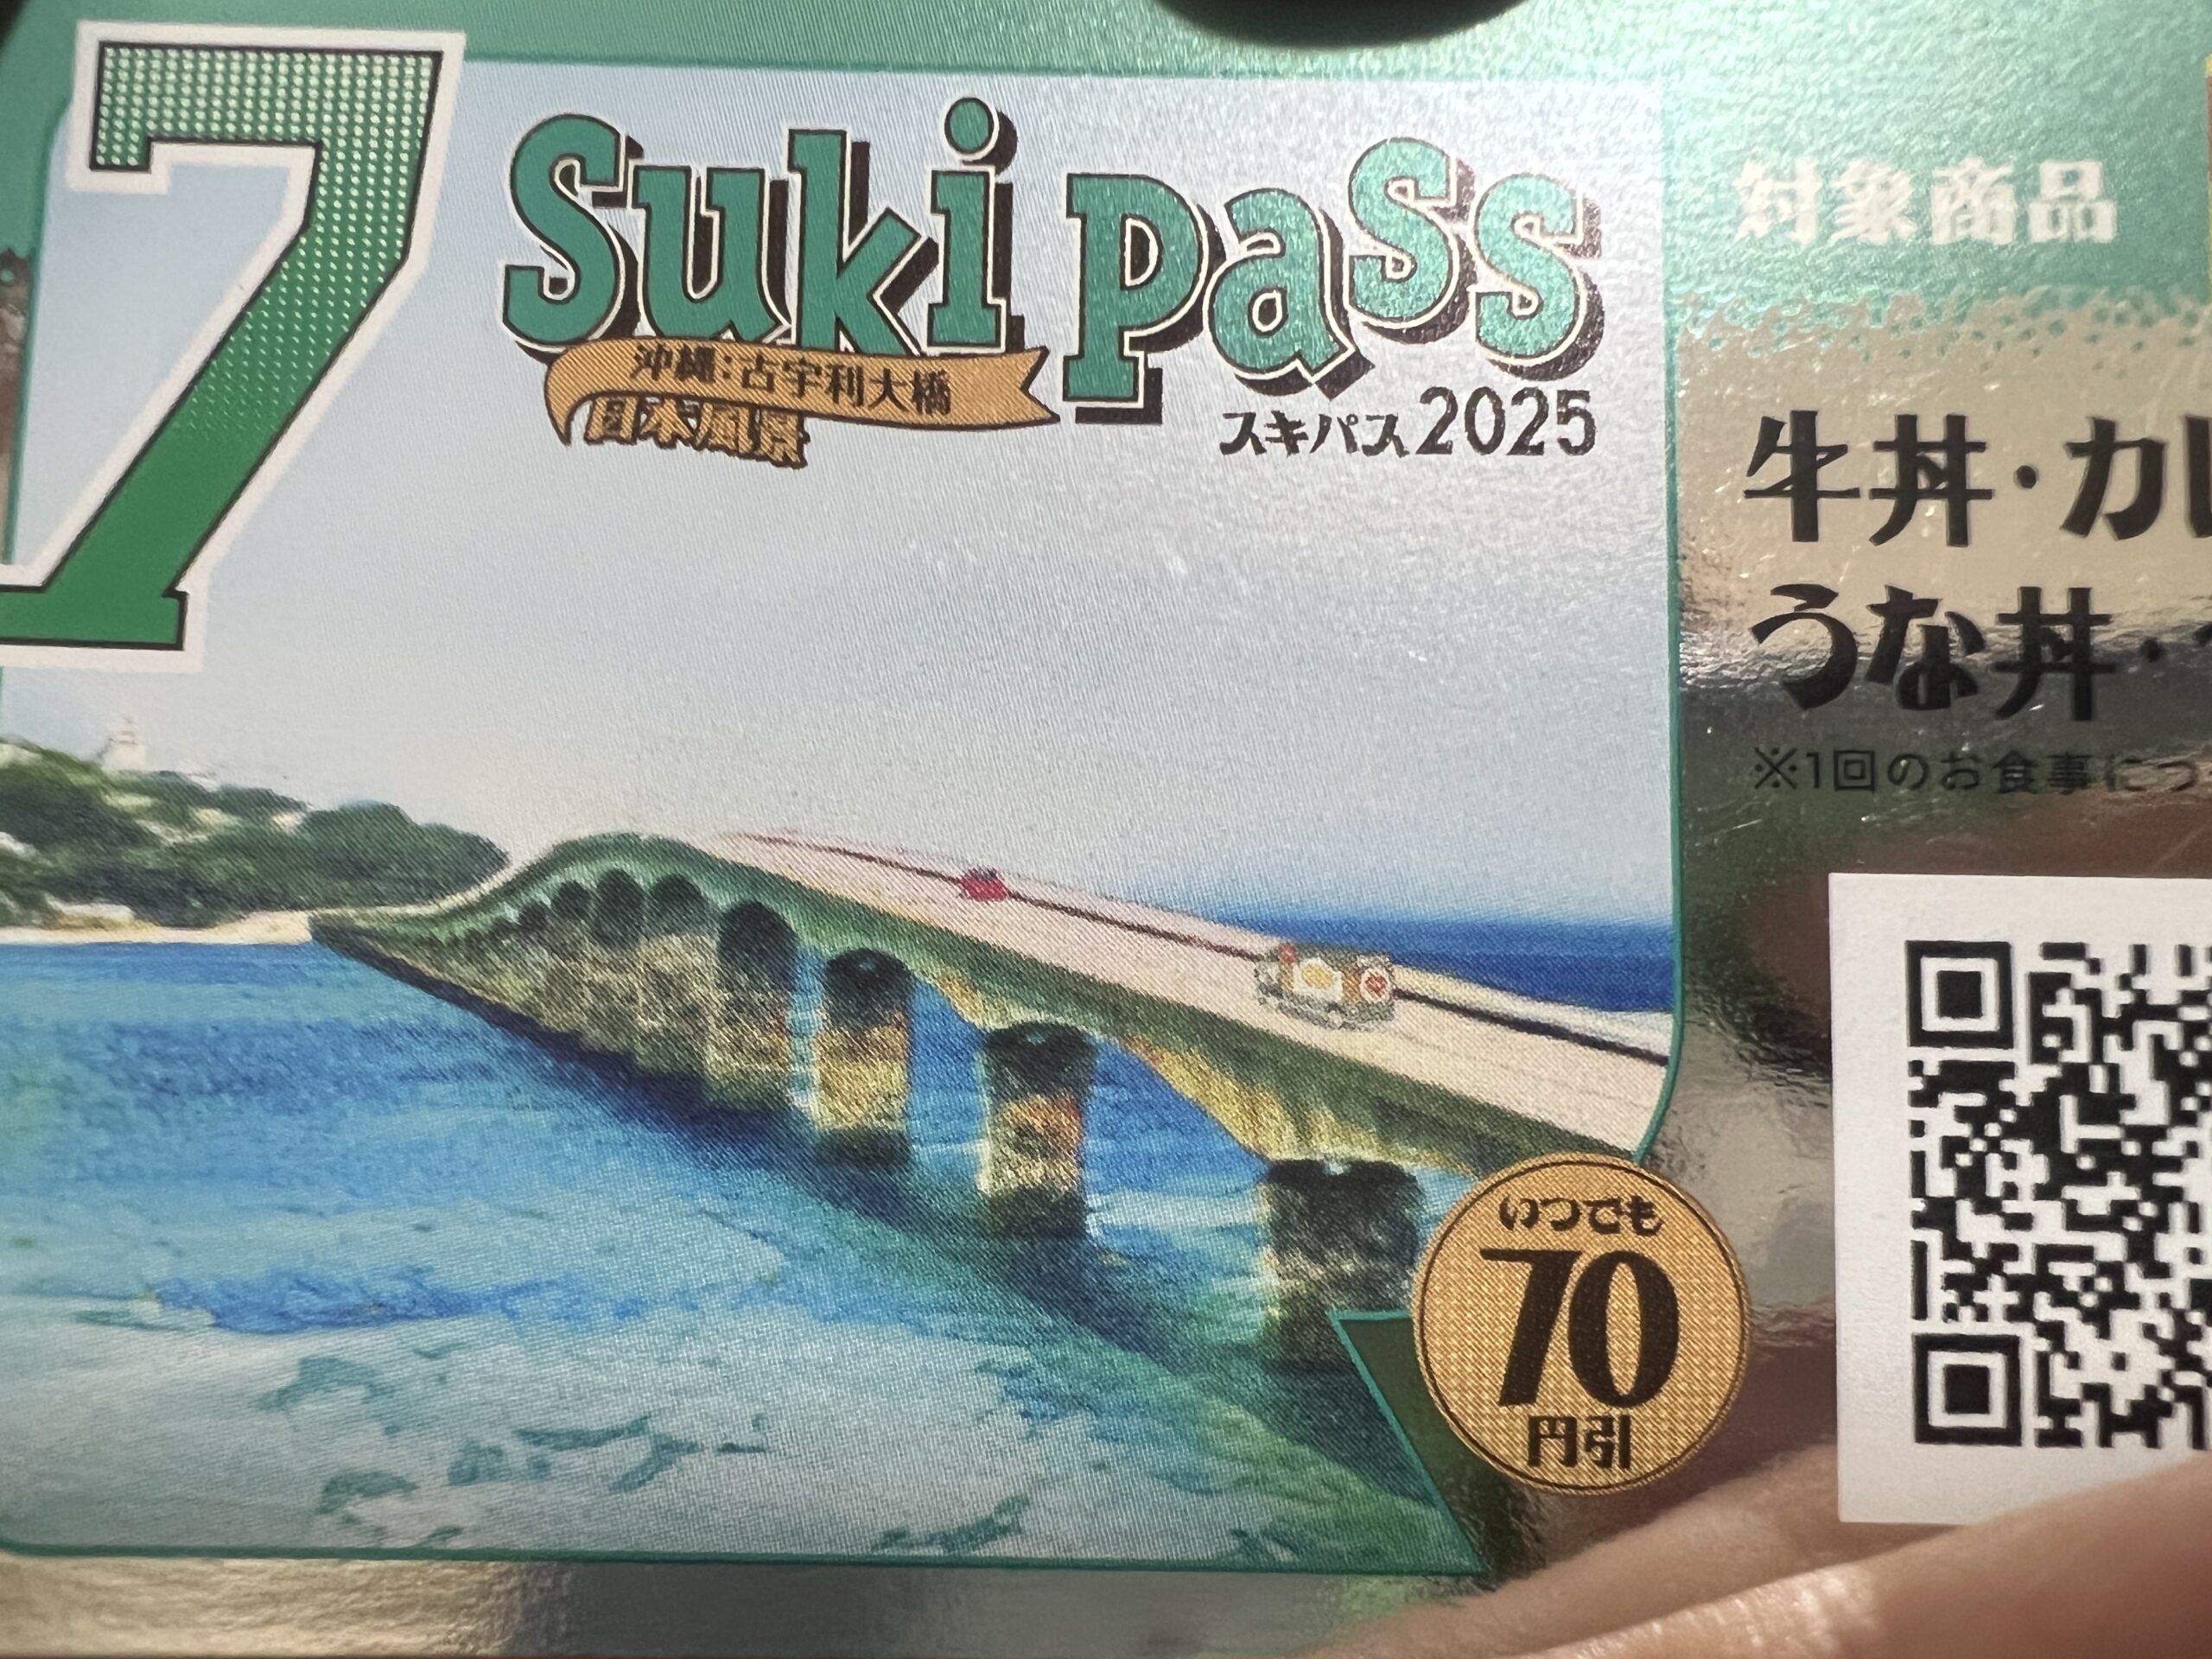 7
Suki pass
沖縄:古宇利大橋
日本風景
スキパス2025
対象商品
牛丼・カレ
うな丼・
※1回のお食事につ
いつでも
70
円引